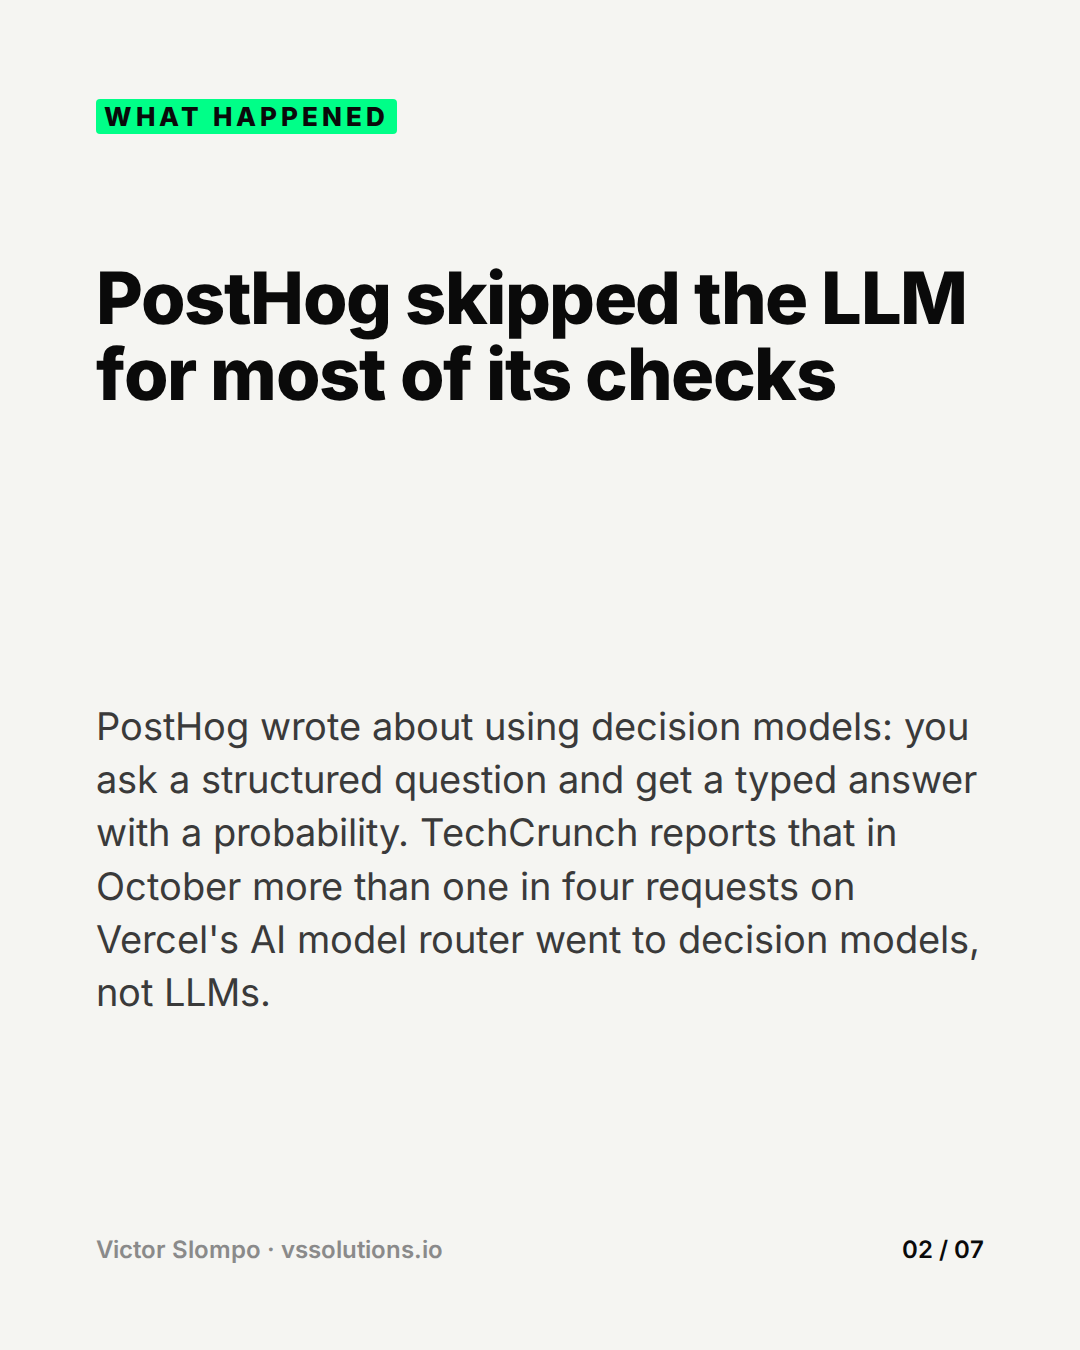 WHAT HAPPENED
PostHog skipped the LLM
for most of its checks
PostHog wrote about using decision models: you
ask a structured question and get a typed answer
with a probability. TechCrunch reports that in
October more than one in four requests on
Vercel's AI model router went to decision models,
not LLMs.
Victor Slompo · vssolutions.io
02 / 07